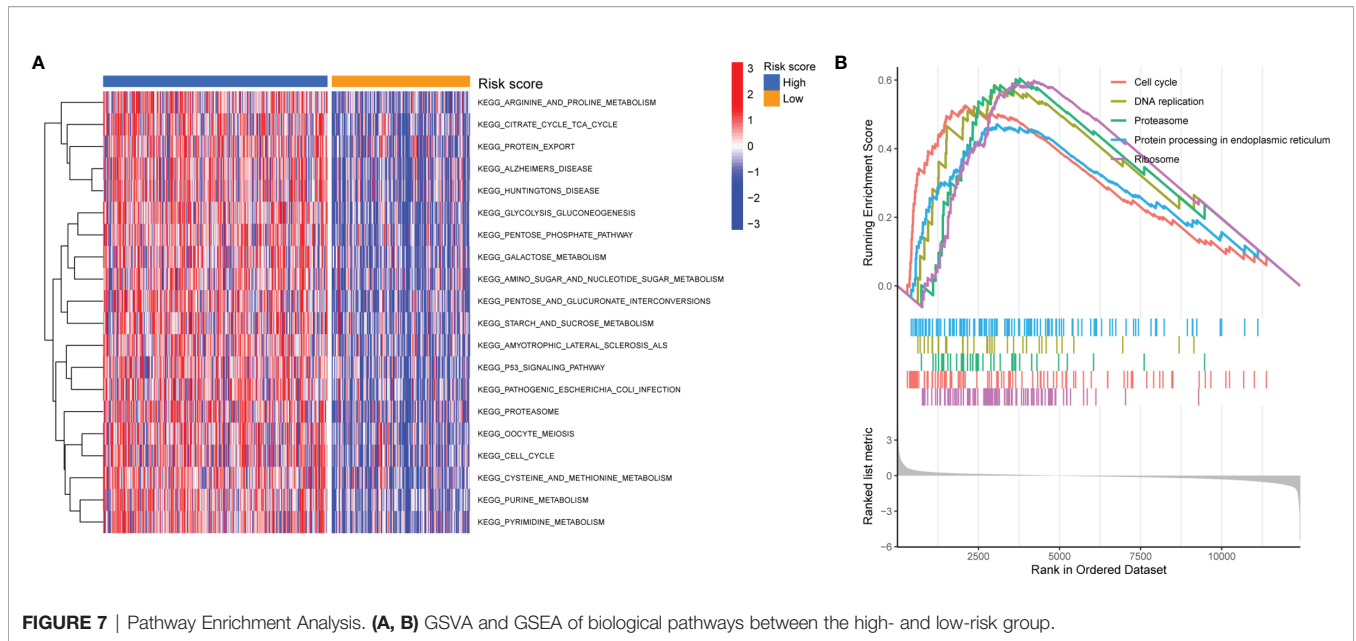 A
Risk score
3
2
1
0
−1
−2
−3
Risk score
High
Low
KEGG_ARGININE_AND_PROLINE_METABOLISM
KEGG_CITRATE_CYCLE_TCA_CYCLE
KEGG_PROTEIN_EXPORT
KEGG_ALZHEIMERS_DISEASE
KEGG_HUNTINGTONS_DISEASE
KEGG_GLYCOLYSIS_GLUCONEOGENESIS
KEGG_PENTOSE_PHOSPHATE_PATHWAY
KEGG_GALACTOSE_METABOLISM
KEGG_AMINO_SUGAR_AND_NUCLEOTIDE_SUGAR_METABOLISM
KEGG_PENTOSE_AND_GLUCURONATE_INTERCONVERSIONS
KEGG_STARCH_AND_SUCROSE_METABOLISM
KEGG_AMYOTROPHIC_LATERAL_SCLEROSIS_ALS
KEGG_P53_SIGNALING_PATHWAY
KEGG_PATHOGENIC_ESCHERICHIA_COLI_INFECTION
KEGG_PROTEASOME
KEGG_OOCYTE_MEIOSIS
KEGG_CELL_CYCLE
KEGG_CYSTEINE_AND_METHIONINE_METABOLISM
KEGG_PURINE_METABOLISM
KEGG_PYRIMIDINE_METABOLISM
B
Running Enrichment Score
0.6
0.4
0.2
0.0
Cell cycle
DNA replication
Proteasome
Protein processing in endoplasmic reticulum
Ribosome
Ranked list metric
3
0
−3
−6
2500
5000
7500
10000
Rank in Ordered Dataset
FIGURE 7 | Pathway Enrichment Analysis. (A, B) GSVA and GSEA of biological pathways between the high- and low-risk group.